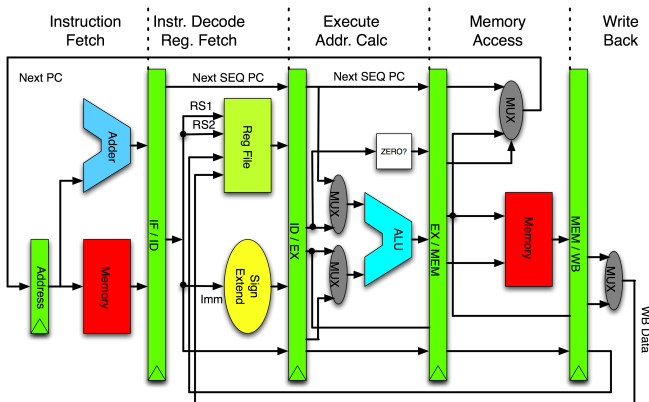 Instruction
Fetch
Instr. Decode
Reg. Fetch
Execute
Addr. Calc
Memory
Access
Write
Back
Next PC
Next SEQ PC
Next SEQ PC
RS1
RS2
Adder
Reg File
ZERO?
MUX
MUX
MUX
MUX
ALU
Address
Memory
IF / ID
Imm
Sign
Extend
ID / EX
EX / MEM
Memory
MEM / WB
WB Data